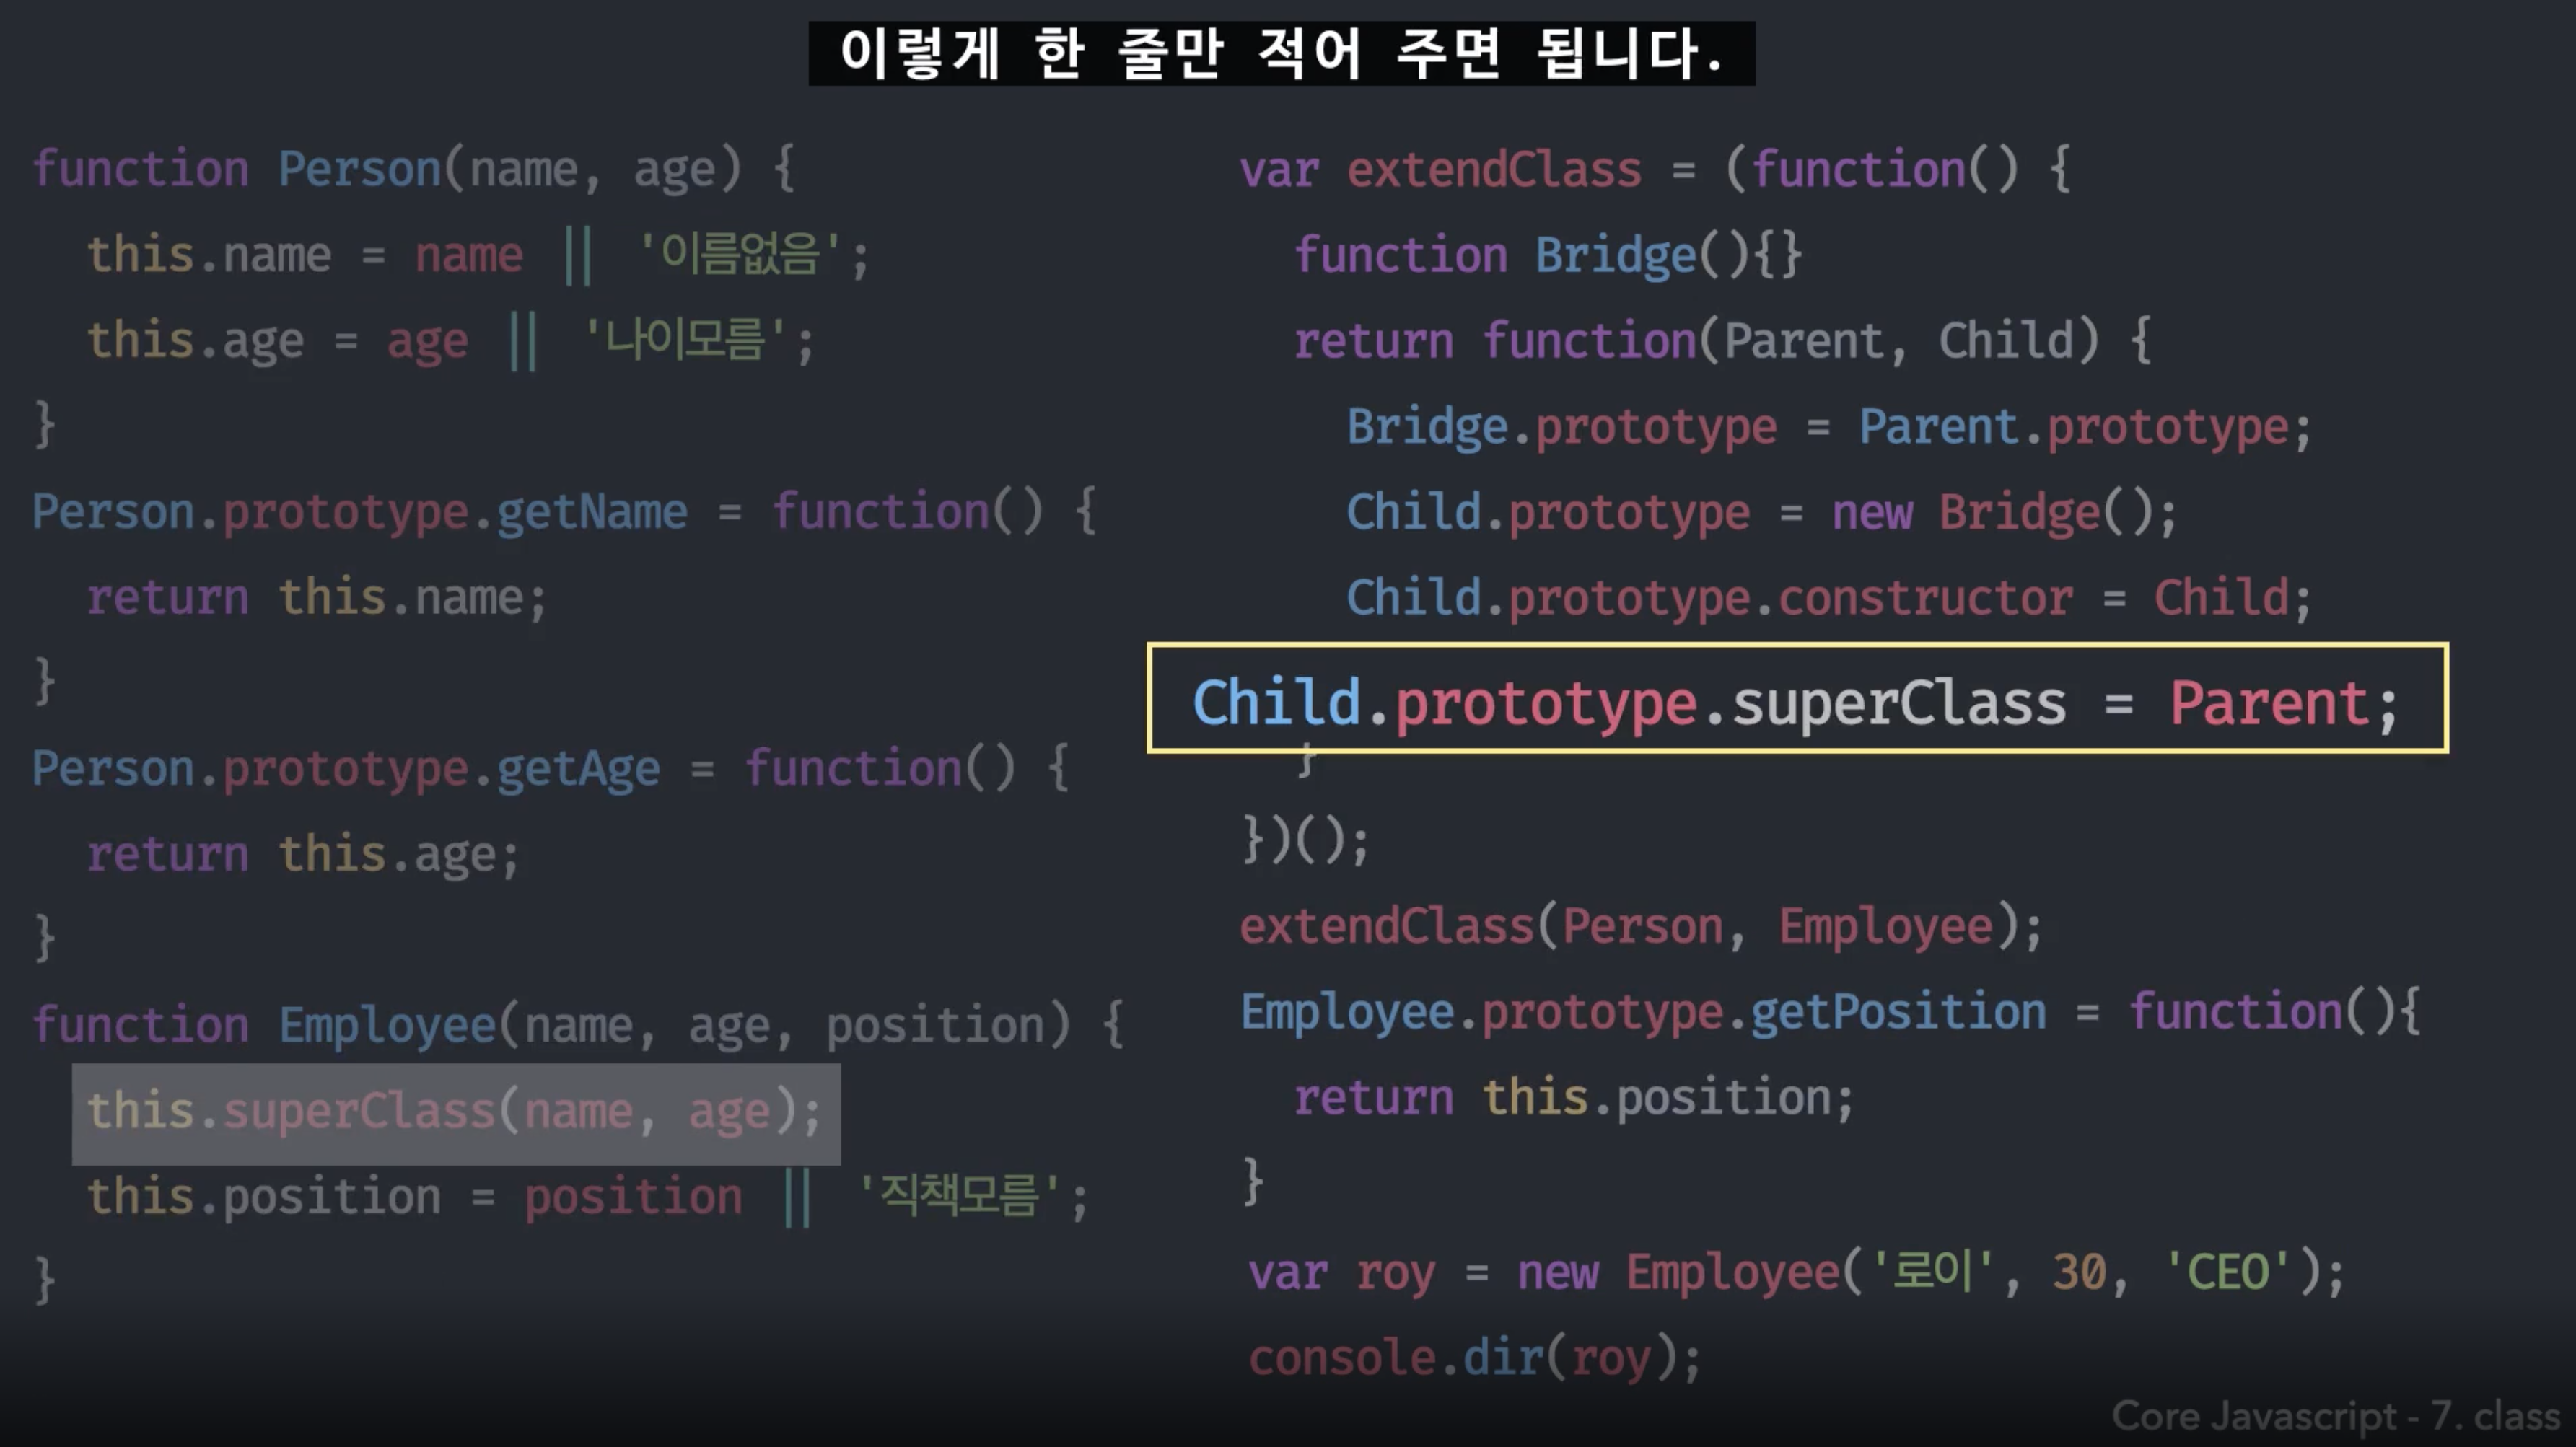 이렇게 한 줄만 적어 주면 됩니다.
function Person(name, age) {
this.name = name || '이름없음';
this.age = age || '나이모름';
}
Person.prototype.getName = function() {
return this.name;
}
Person.prototype.getAge = function() {
return this.age;
}
function Employee(name, age, position) {
this.superClass(name, age);
this.position = position || '직책모름';
}
var extendClass = (function() {
function Bridge(){}
return function(Parent, Child) {
Bridge.prototype = Parent.prototype;
Child.prototype = new Bridge();
Child.prototype.constructor = Child;
Child.prototype.superClass = Parent;
}
})();
extendClass(Person, Employee);
Employee.prototype.getPosition = function(){
return this.position;
}
var roy = new Employee('로이', 30, 'CEO');
console.dir(roy);
Core Javascript - 7. class